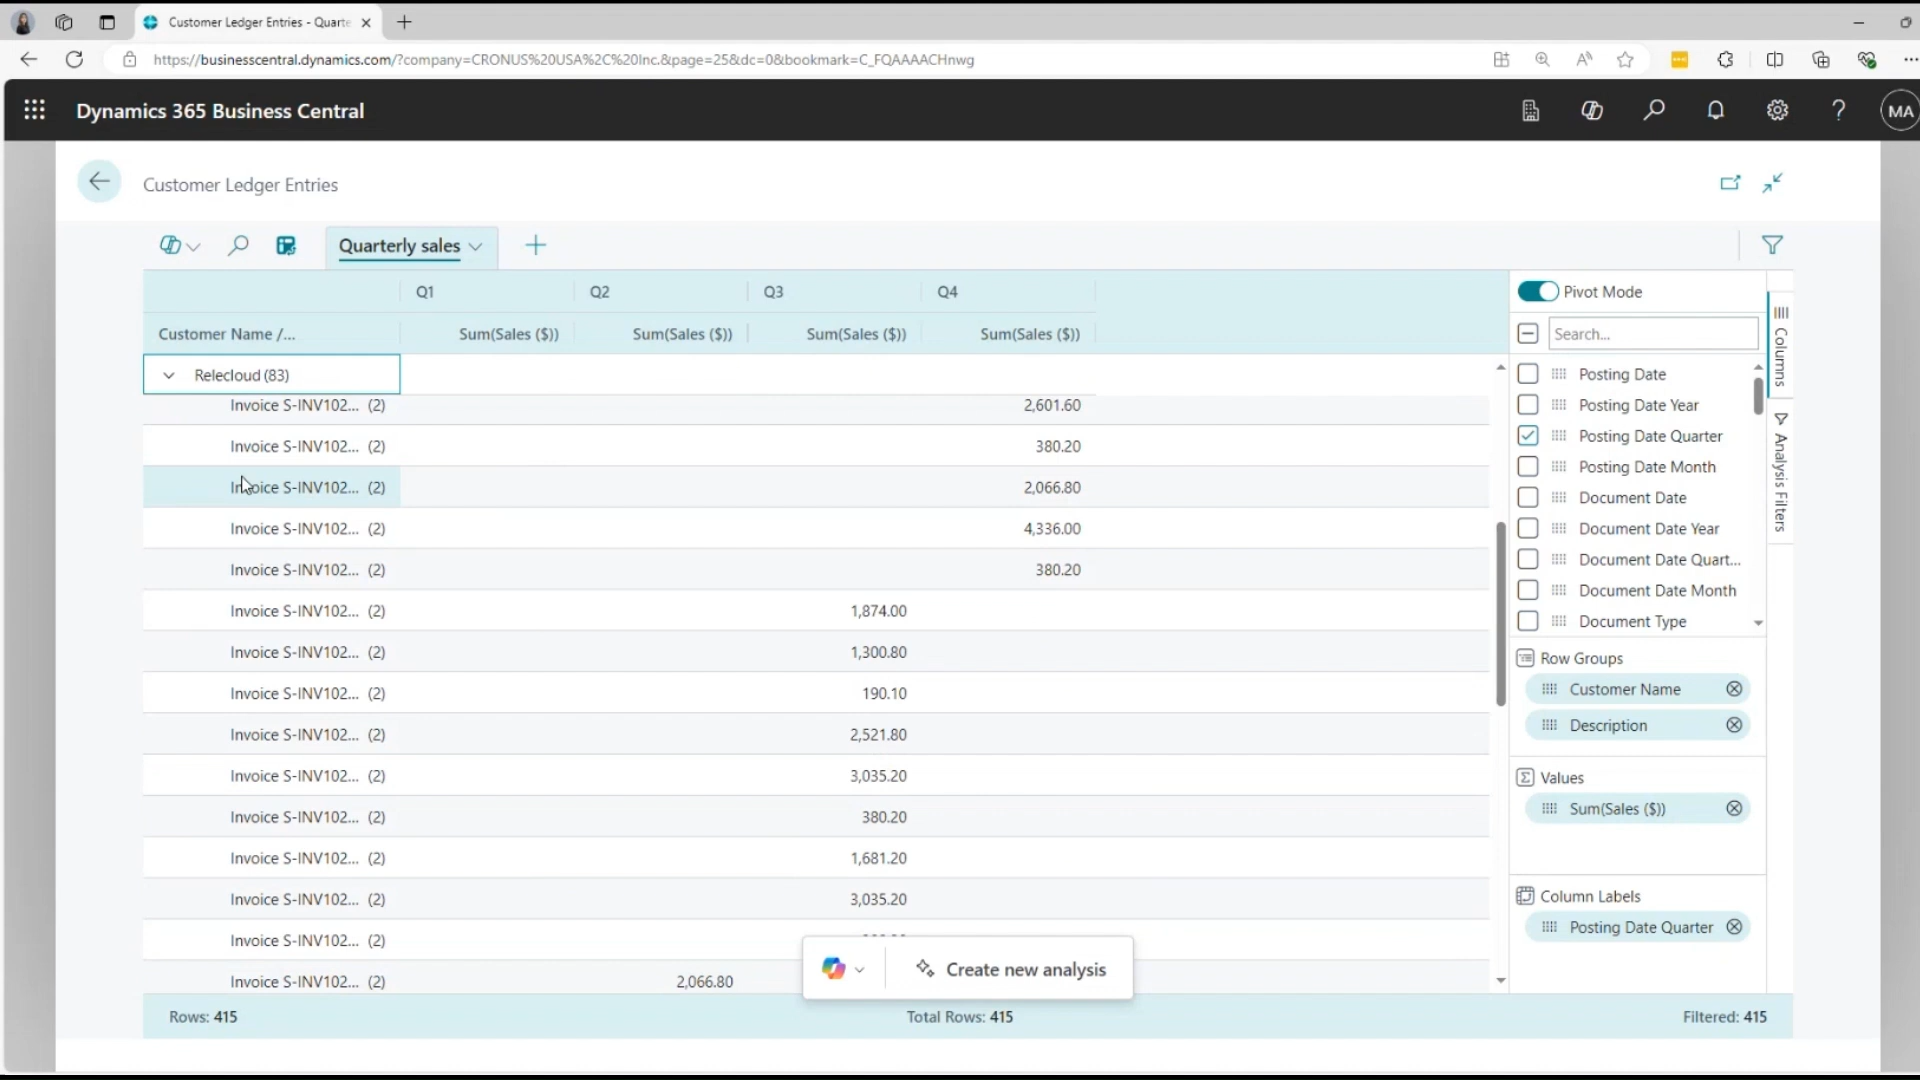 Customer Ledger Entries - Quarte
https://businesscentral.dynamics.com/?company=CRONUS%20USA%2C%20Inc.&page=25&dc=0&bookmark=C_FQAAAACHnwg
Dynamics 365 Business Central
MA
Customer Ledger Entries
Quarterly sales
Q1 Q2 Q3 Q4
Customer Name /... Sum(Sales ($)) Sum(Sales ($)) Sum(Sales ($)) Sum(Sales ($))
Relecloud (83)
Invoice S-INV102... (2) 2,601.60
Invoice S-INV102... (2) 380.20
Invoice S-INV102... (2) 2,066.80
Invoice S-INV102... (2) 4,336.00
Invoice S-INV102... (2) 380.20
Invoice S-INV102... (2) 1,874.00
Invoice S-INV102... (2) 1,300.80
Invoice S-INV102... (2) 190.10
Invoice S-INV102... (2) 2,521.80
Invoice S-INV102... (2) 3,035.20
Invoice S-INV102... (2) 380.20
Invoice S-INV102... (2) 1,681.20
Invoice S-INV102... (2) 3,035.20
Invoice S-INV102... (2)
Invoice S-INV102... (2) 2,066.80
Create new analysis
Rows: 415 Total Rows: 415 Filtered: 415
Pivot Mode
Search...
Posting Date
Posting Date Year
Posting Date Quarter
Posting Date Month
Document Date
Document Date Year
Document Date Quart...
Document Date Month
Document Type
Row Groups
Customer Name
Description
Values
Sum(Sales ($))
Column Labels
Posting Date Quarter
Columns
Analysis Filters